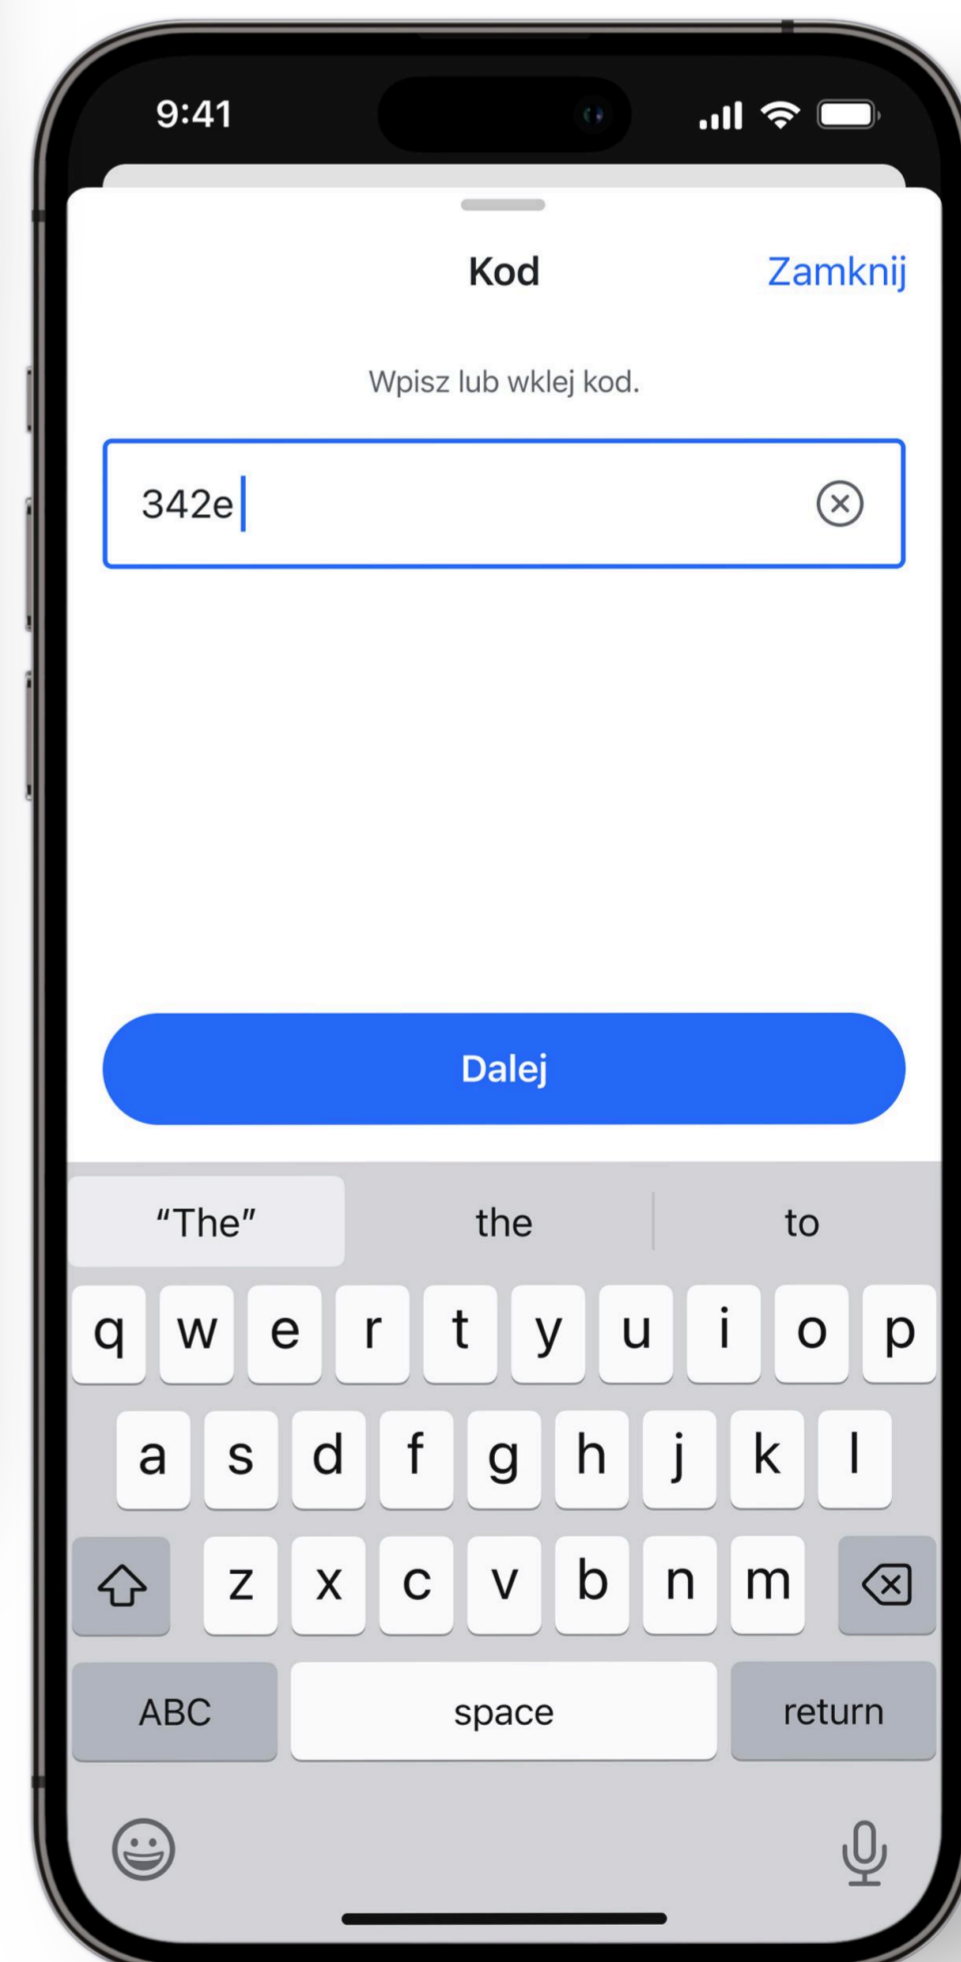 9:41
Kod Zamknij
Wpisz lub wklej kod.
342e
Dalej
“The” the to
q w e r t y u i o p
a s d f g h j k l
z x c v b n m
ABC space return